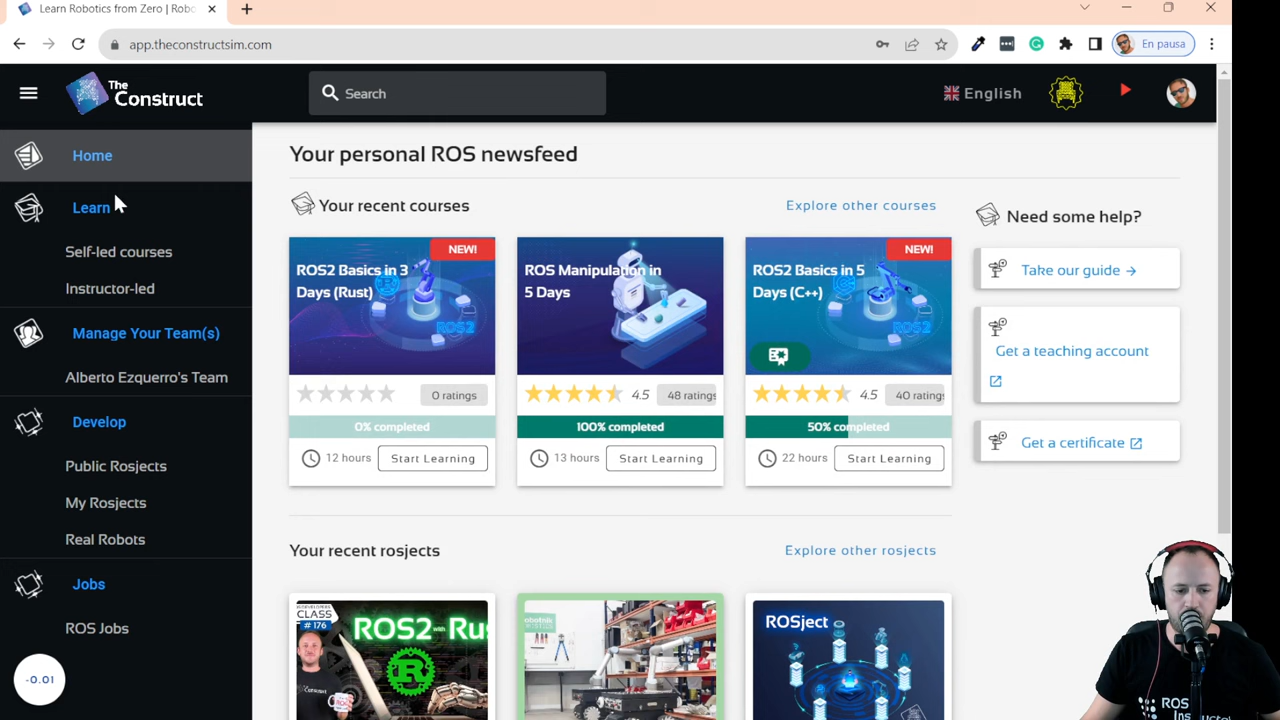 Learn Robotics from Zero | Robo
app.theconstructsim.com
En pausa
The
Construct
Search
English
Home
Learn
Self-led courses
Instructor-led
Manage Your Team(s)
Alberto Ezquerro's Team
Develop
Public Rosjects
My Rosjects
Real Robots
Jobs
ROS Jobs
-0.01
Your personal ROS newsfeed
Your recent courses
Explore other courses
NEW!
ROS2 Basics in 3
Days (Rust)
ROS2
0 ratings
0% completed
12 hours
Start Learning
ROS Manipulation in
5 Days
4.5
48 ratings
100% completed
13 hours
Start Learning
NEW!
ROS2 Basics in 5
Days (C++)
ROS2
4.5
40 ratings
50% completed
22 hours
Start Learning
Need some help?
Take our guide →
Get a teaching account
Get a certificate
Your recent rosjects
Explore other rosjects
CLASS
# 176
ROS2 with Rus
ROSject
ROS